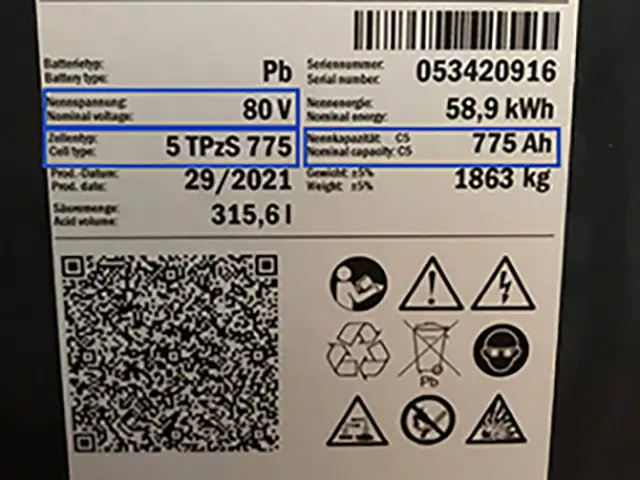 Batterietyp:
Battery type:
Pb
Seriennummer:
Serial number:
053420916
Nennspannung:
Nominal voltage:
80 V
Nennenergie:
Nominal energy:
58,9 kWh
Zellentyp:
Cell type:
5 TPzS 775
Nennkapazität: C5
Nominal capacity: C5
775 Ah
Prod.-Datum:
Prod. date:
29/2021
Gewicht: ±5%
Weight: ±5%
1863 kg
Säuremenge:
Acid volume:
315,6 l
Pb